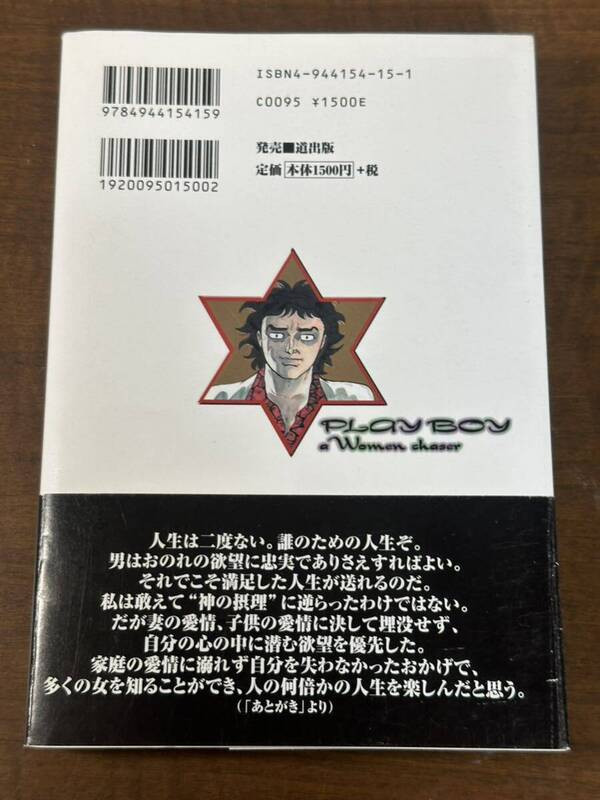 ISBN4-944154-15-1
9784944154159
C0095 ¥1500E
発売■道出版
定価 本体1500円 +税
1920095015002
PLAY BOY
a Women chaser
人生は二度ない。誰のための人生ぞ。
男はおのれの欲望に忠実でありさえすればよい。
それでこそ満足した人生が送れるのだ。
私は敢えて“神の摂理”に逆らったわけではない。
だが妻の愛情、子供の愛情に決して埋没せず、
自分の心の中に潜む欲望を優先した。
家庭の愛情に溺れず自分を失わなかったおかげで、
多くの女を知ることができ、人の何倍かの人生を楽しんだと思う。
(「あとがき」より)